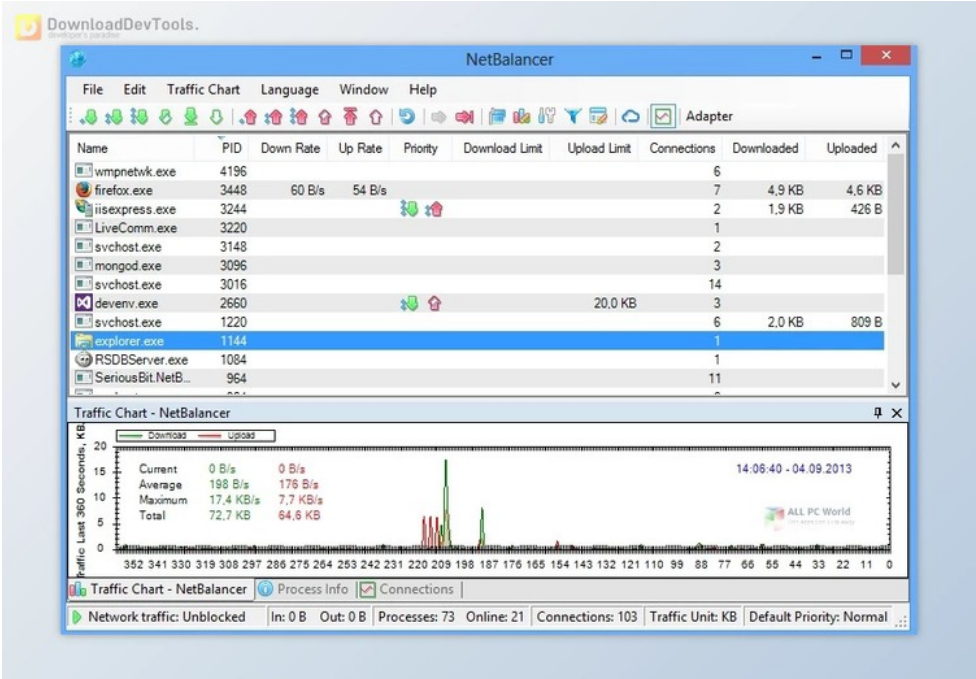 DownloadDevTools.
developer's paradise
NetBalancer
File Edit Traffic Chart Language Window Help
Adapter
Name PID Down Rate Up Rate Priority Download Limit Upload Limit Connections Downloaded Uploaded
wmpnetwk.exe 4196 6
firefox.exe 3448 60 B/s 54 B/s 7 4,9 KB 4,6 KB
iisexpress.exe 3244 2 1,9 KB 426 B
LiveComm.exe 3220 1
svchost.exe 3148 2
mongod.exe 3096 3
svchost.exe 3016 14
devenv.exe 2660 20,0 KB 3
svchost.exe 1220 6 2,0 KB 809 B
explorer.exe 1144 1
RSDBServer.exe 1084 1
SeriousBit.NetB... 964 11
Traffic Chart - NetBalancer
Traffic Last 360 Seconds, KB
Download Upload
20
15
10
5
0
Current 0 B/s 0 B/s
Average 198 B/s 176 B/s
Maximum 17,4 KB/s 7,7 KB/s
Total 72,7 KB 64,6 KB
14:06:40 - 04.09.2013
ALL PC World
352 341 330 319 308 297 286 275 264 253 242 231 220 209 198 187 176 165 154 143 132 121 110 99 88 77 66 55 44 33 22 11 0
Traffic Chart - NetBalancer Process Info Connections
Network traffic: Unblocked In: 0 B Out: 0 B Processes: 73 Online: 21 Connections: 103 Traffic Unit: KB Default Priority: Normal